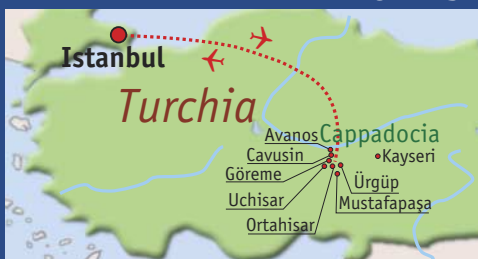 Istanbul
Turchia
Avanos
Cappadocia
Cavusin
Kayseri
Göreme
Ürgüp
Uchisar
Mustafapaşa
Ortahisar